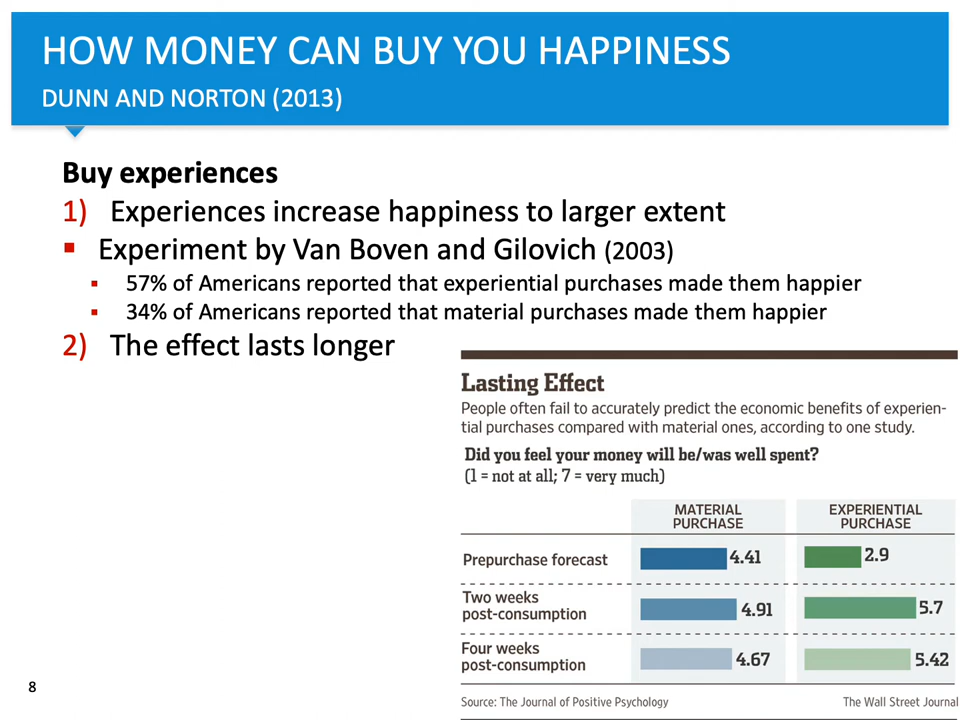 HOW MONEY CAN BUY YOU HAPPINESS
DUNN AND NORTON (2013)
Buy experiences
1) Experiences increase happiness to larger extent
▪ Experiment by Van Boven and Gilovich (2003)
▪ 57% of Americans reported that experiential purchases made them happier
▪ 34% of Americans reported that material purchases made them happier
2) The effect lasts longer
Lasting Effect
People often fail to accurately predict the economic benefits of experien-
tial purchases compared with material ones, according to one study.
Did you feel your money will be/was well spent?
(1 = not at all; 7 = very much)
MATERIAL
PURCHASE
EXPERIENTIAL
PURCHASE
Prepurchase forecast 4.41 2.9
Two weeks
post-consumption 4.91 5.7
Four weeks
post-consumption 4.67 5.42
Source: The Journal of Positive Psychology The Wall Street Journal
8